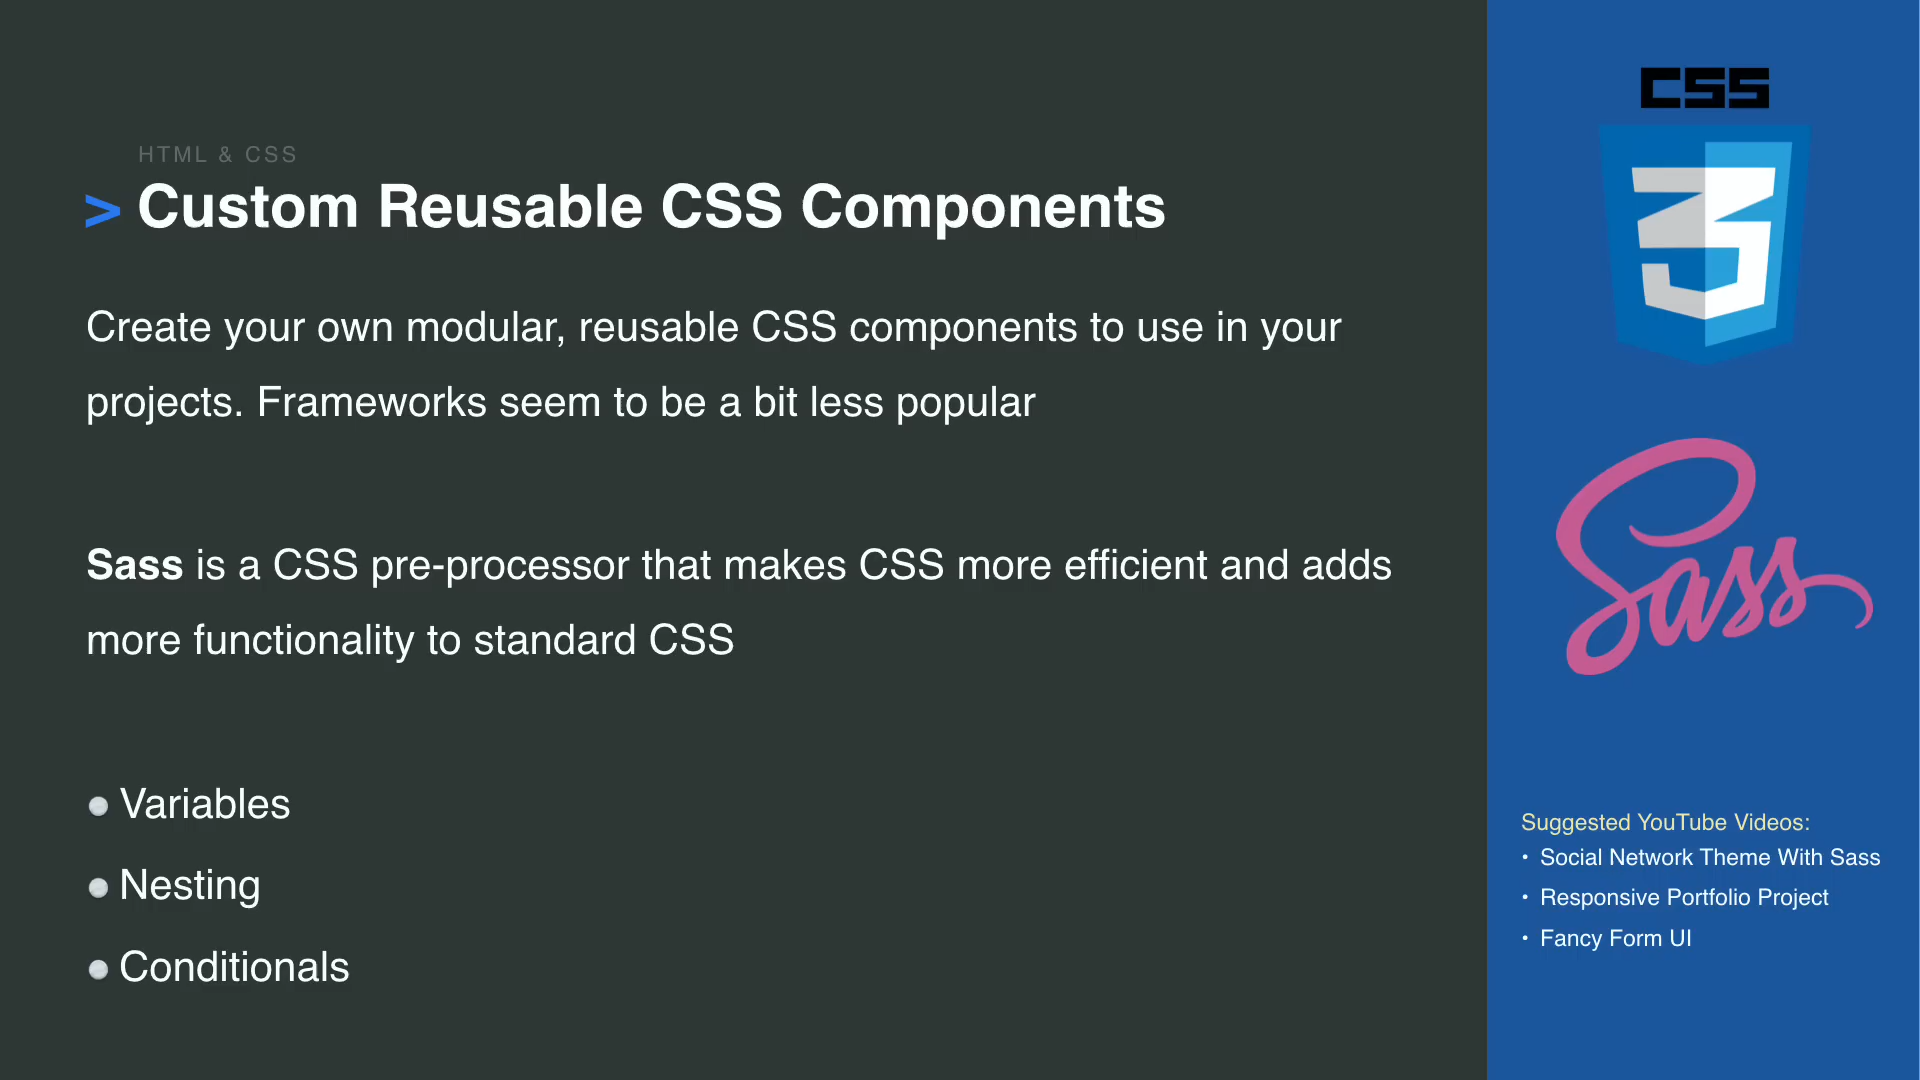 HTML & CSS
> Custom Reusable CSS Components
Create your own modular, reusable CSS components to use in your
projects. Frameworks seem to be a bit less popular
Sass is a CSS pre-processor that makes CSS more efficient and adds
more functionality to standard CSS
Variables
Nesting
Conditionals
CSS
3
Sass
Suggested YouTube Videos:
• Social Network Theme With Sass
• Responsive Portfolio Project
• Fancy Form UI